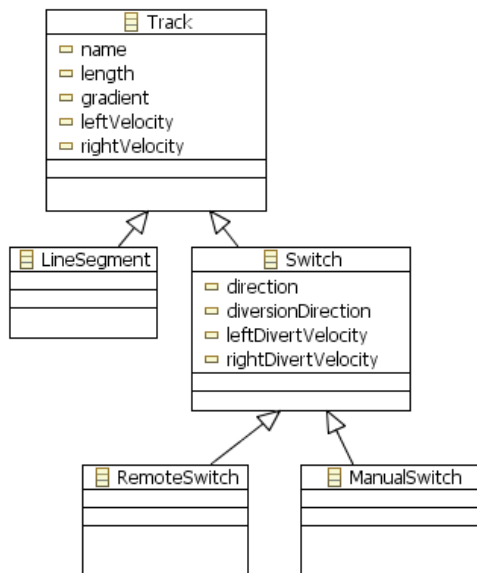 Track
name
length
gradient
leftVelocity
rightVelocity
LineSegment
Switch
direction
diversionDirection
leftDivertVelocity
rightDivertVelocity
RemoteSwitch
ManualSwitch